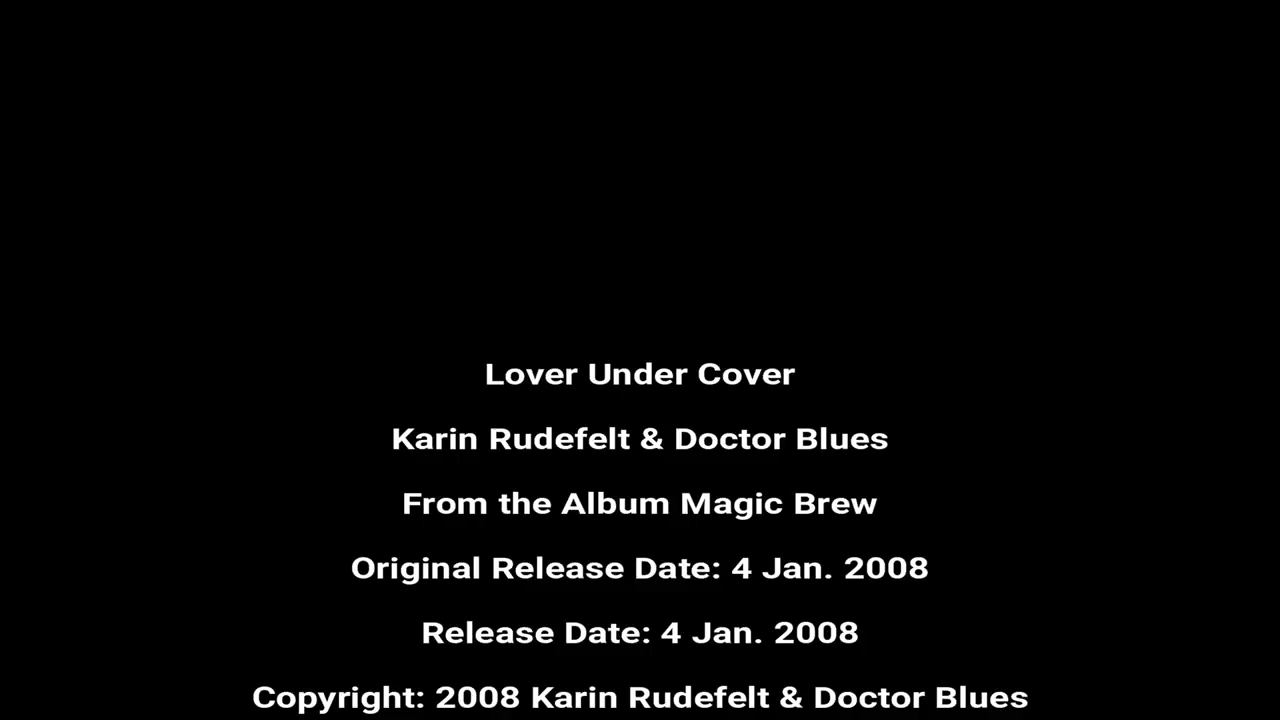 Lover Under Cover
Karin Rudefelt & Doctor Blues
From the Album Magic Brew
Original Release Date: 4 Jan. 2008
Release Date: 4 Jan. 2008
Copyright: 2008 Karin Rudefelt & Doctor Blues